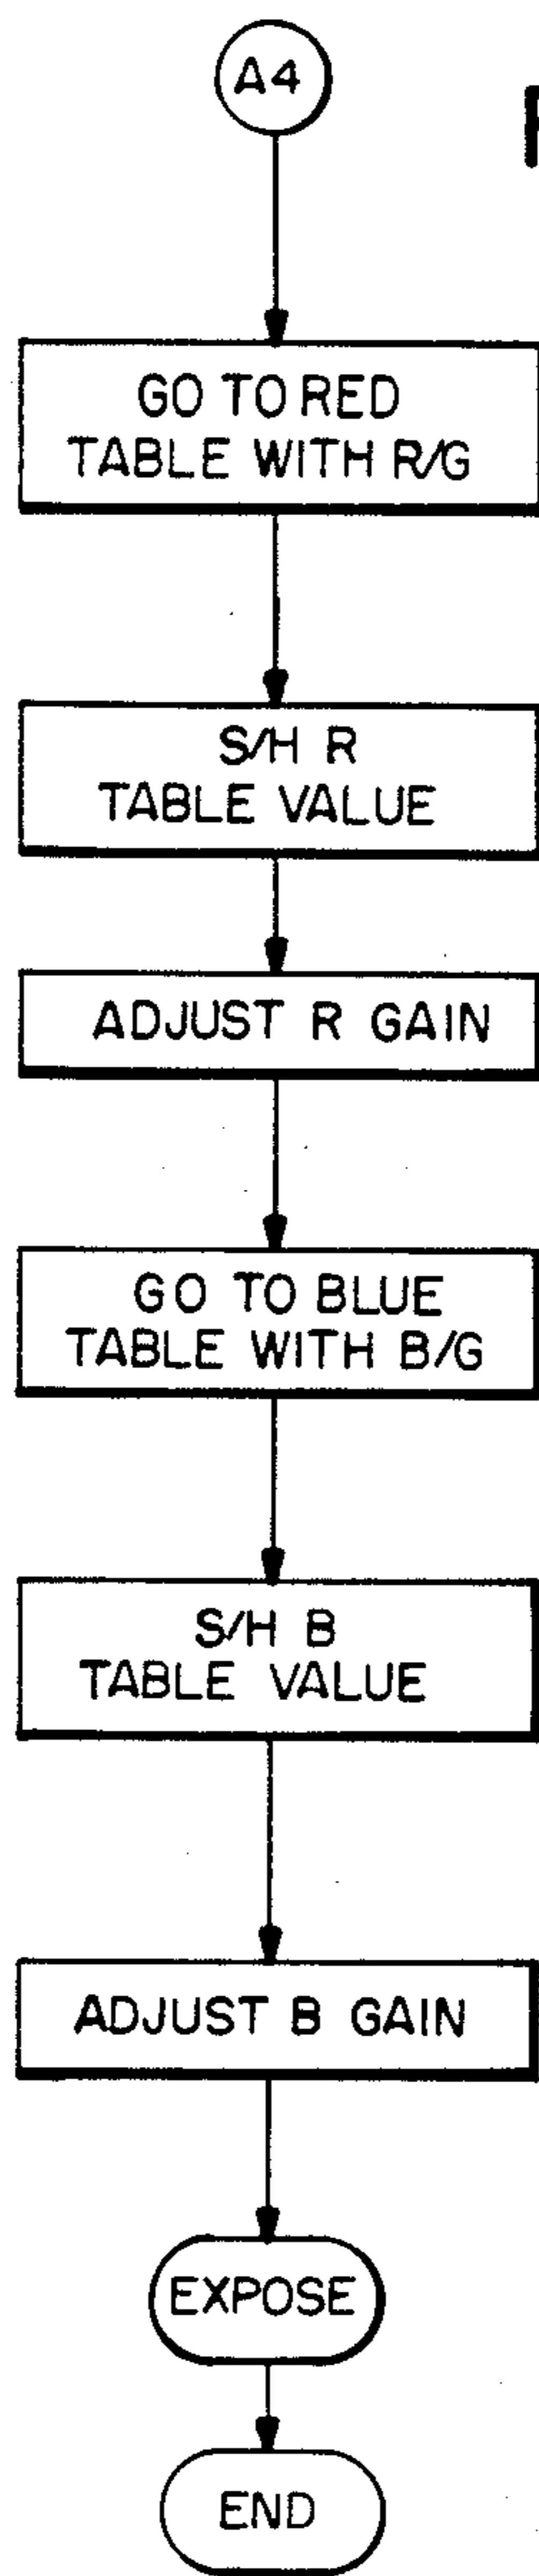 A4
GO TO RED
TABLE WITH R/G
S/H R
TABLE VALUE
ADJUST R GAIN
GO TO BLUE
TABLE WITH B/G
S/H B
TABLE VALUE
ADJUST B GAIN
EXPOSE
END